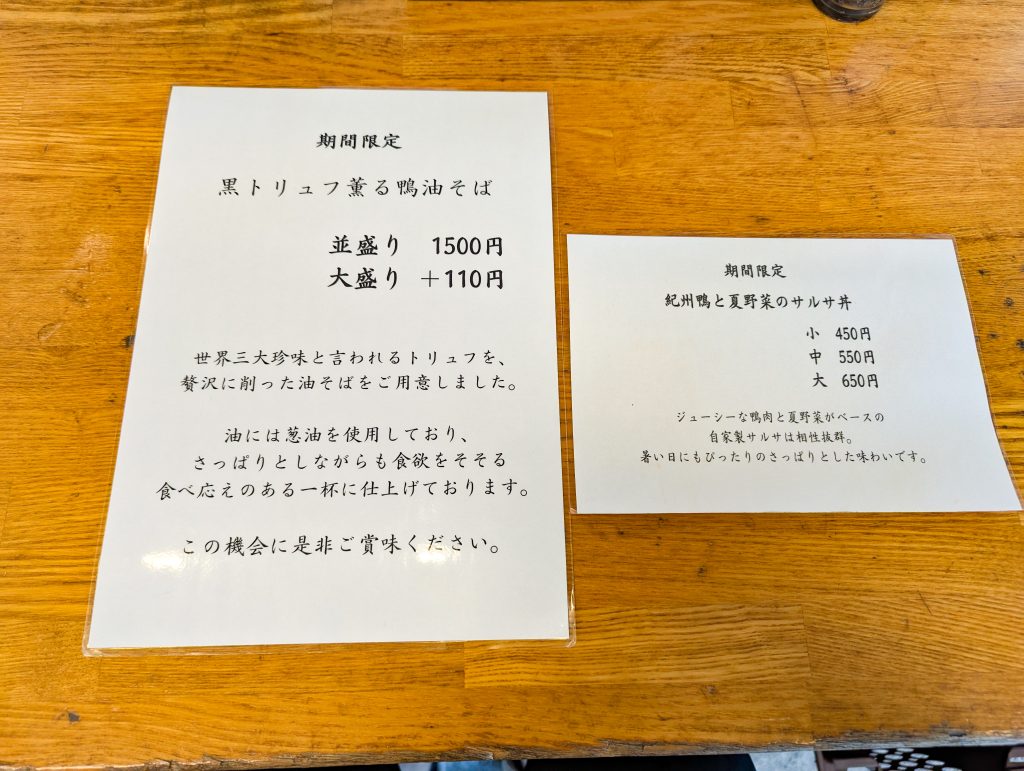 期間限定
黒トリュフ薫る鴨油そば
並盛り 1500円
大盛り +110円
世界三大珍味と言われるトリュフを、
贅沢に削った油そばをご用意しました。
油には葱油を使用しており、
さっぱりとしながらも食欲をそそる
食べ応えのある一杯に仕上げております。
この機会に是非ご賞味ください。
期間限定
紀州鴨と夏野菜のサルサ丼
小 450円
中 550円
大 650円
ジューシーな鴨肉と夏野菜がベースの
自家製サルサは相性抜群。
暑い日にもぴったりのさっぱりとした味わいです。